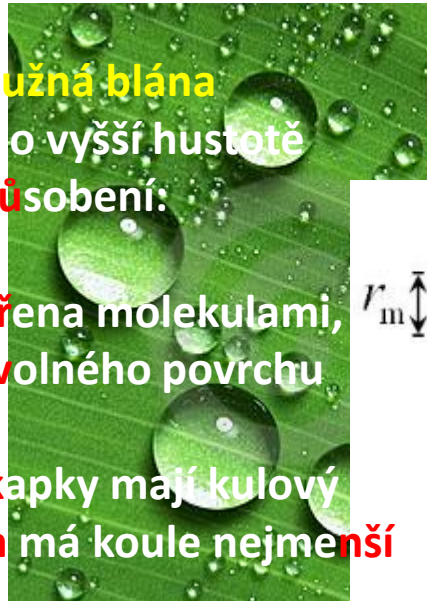 užná blána
o vyšší hustotě
ůsobení:
řena molekulami,
rm
volného povrchu
kapky mají kulový
má koule nejmenší